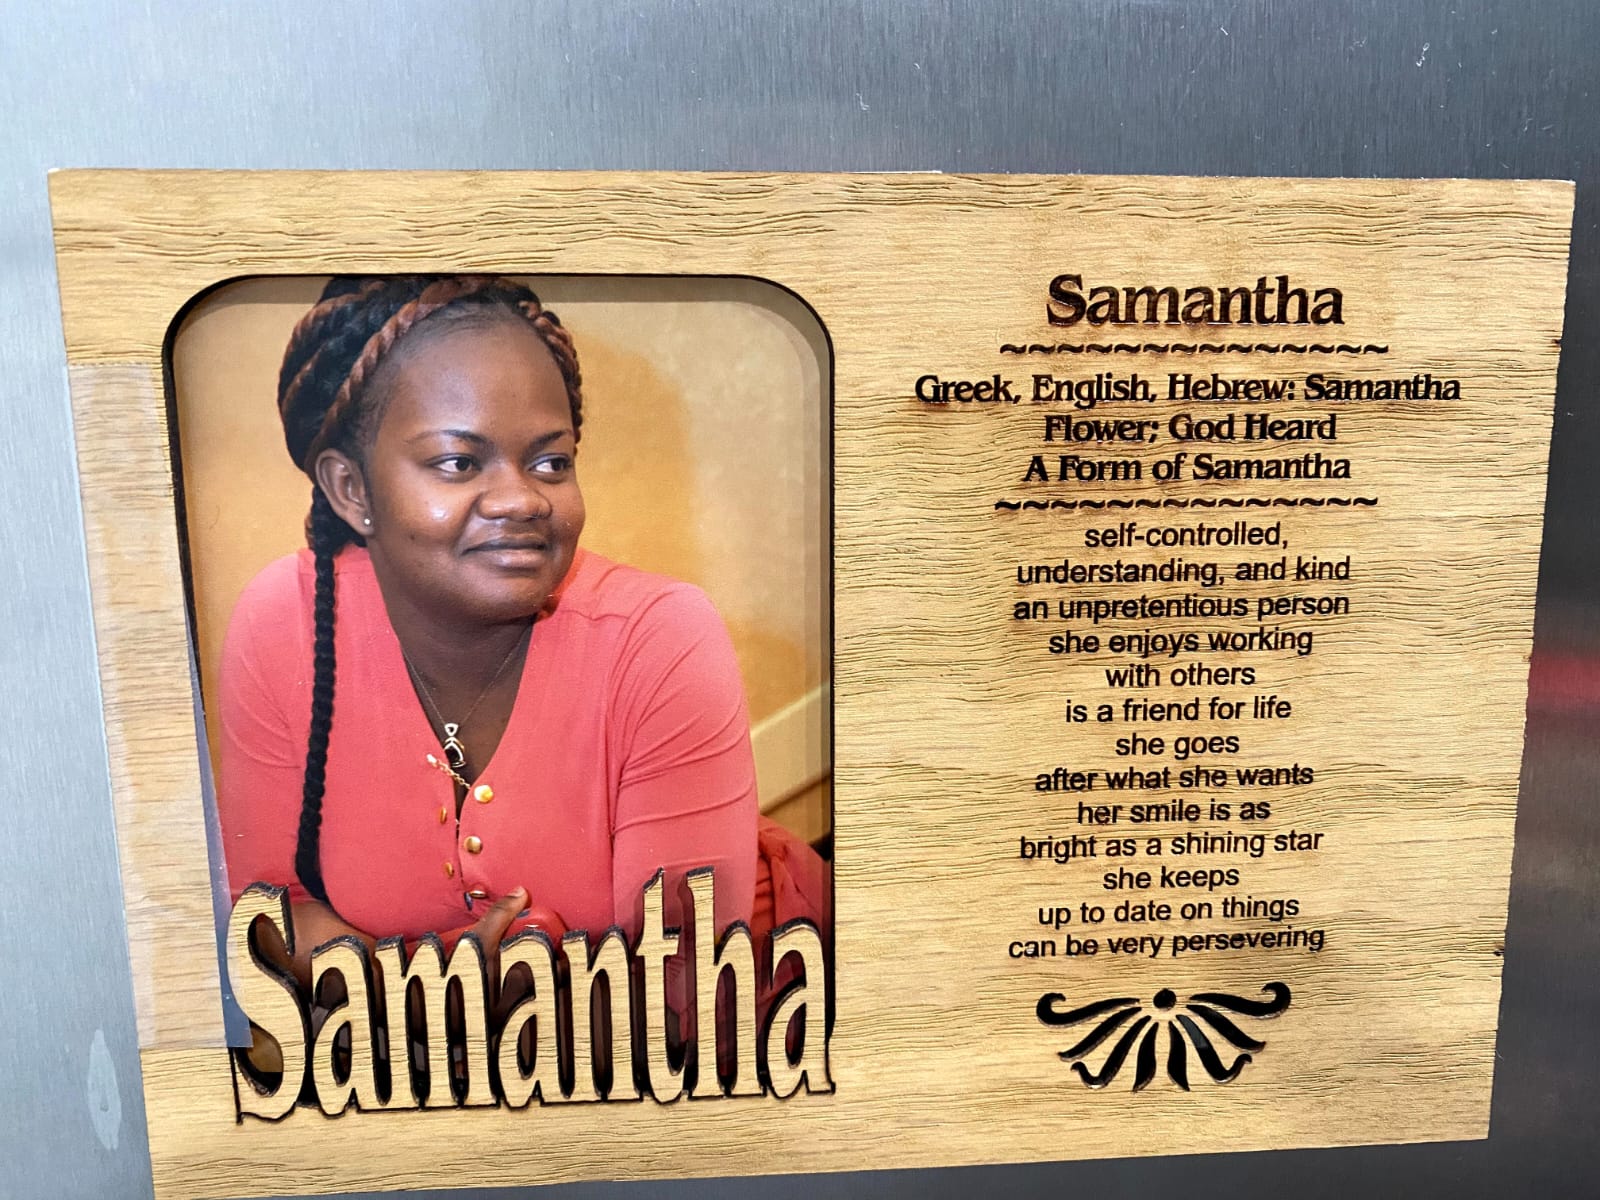 Samantha
~~~~~~~~~~~~~~
Greek, English, Hebrew: Samantha
Flower; God Heard
A Form of Samantha
~~~~~~~~~~~~~~
self-controlled,
understanding, and kind
an unpretentious person
she enjoys working
with others
is a friend for life
she goes
after what she wants
her smile is as
bright as a shining star
she keeps
up to date on things
can be very persevering
Samantha